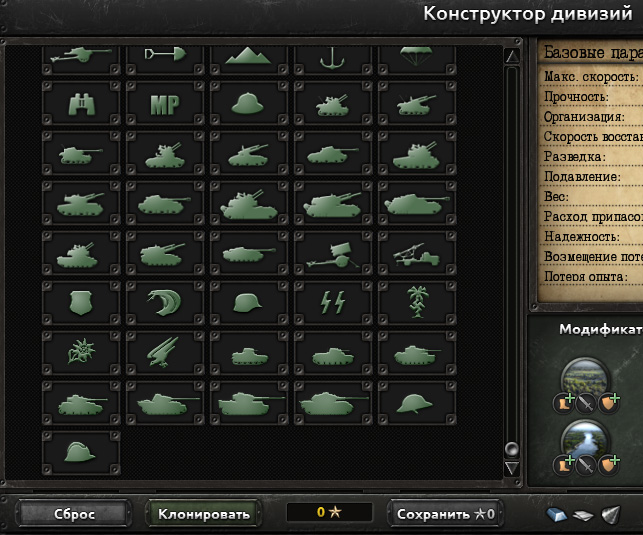 Конструктор дивизий
Базовые пара
Макс. скорость:
Прочность:
Организация:
Скорость восстан
Разведка:
Подавление:
Вес:
Расход припасо
Надежность:
Возмещение поте
Потеря опыта:
MP
Модификат
Сброс
Клонировать
0
Сохранить ★0